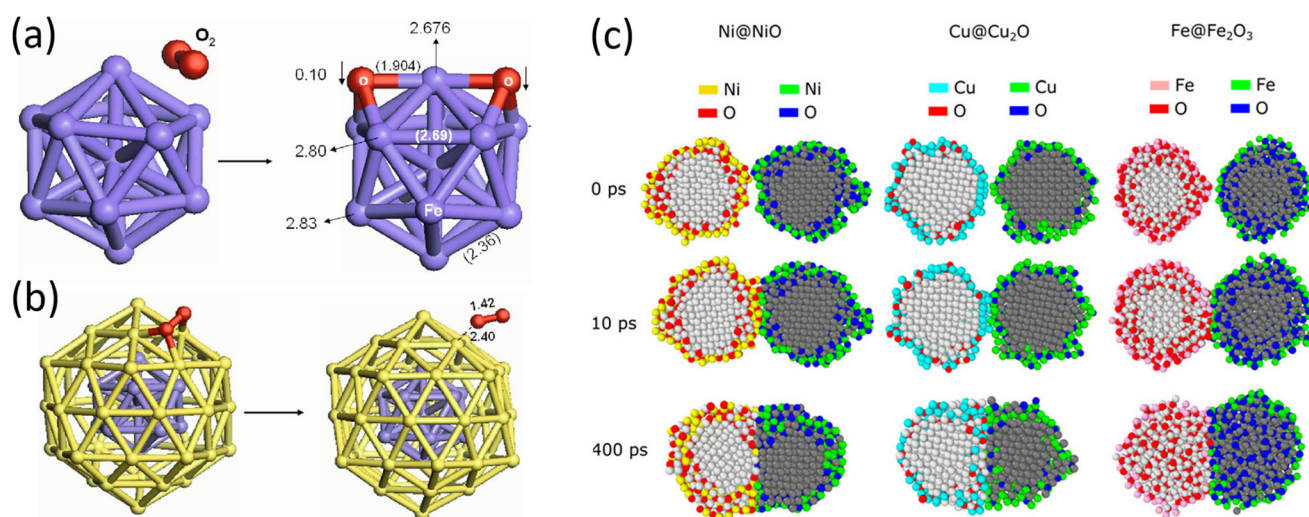 (a)
O₂
2.676
0.10
(1.904)
O
O
(2.69)
2.80
Fe
2.83
(2.36)
(b)
1.42
2.40
(c)
Ni@NiO
Cu@Cu₂O
Fe@Fe₂O₃
Ni
Ni
Cu
Cu
Fe
Fe
O
O
O
O
O
O
0 ps
10 ps
400 ps